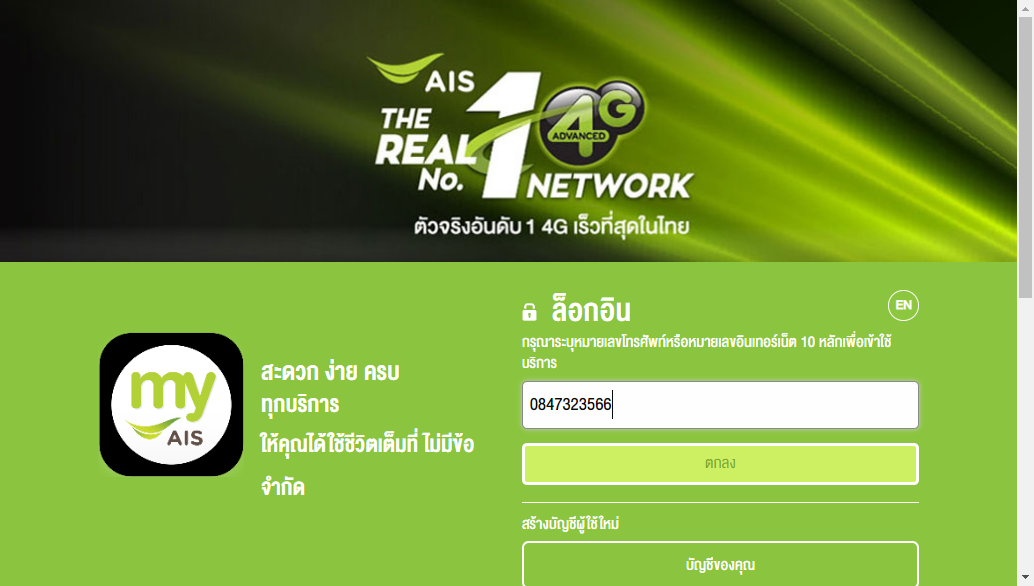 AIS
THE
REAL
No. 1 NETWORK
4G
ADVANCED
ตัวจริงอันดับ 1 4G เร็วที่สุดในไทย
ล็อกอิน
EN
กรุณาระบุหมายเลขโทรศัพท์หรือหมายเลขอินเทอร์เน็ต 10 หลักเพื่อเข้าใช้
บริการ
0847323566
ตกลง
สร้างบัญชีผู้ใช้ใหม่
บัญชีของคุณ
my
AIS
สะดวก ง่าย ครบ
ทุกบริการ
ให้คุณได้ใช้ชีวิตเต็มที่ ไม่มีข้อ
จำกัด